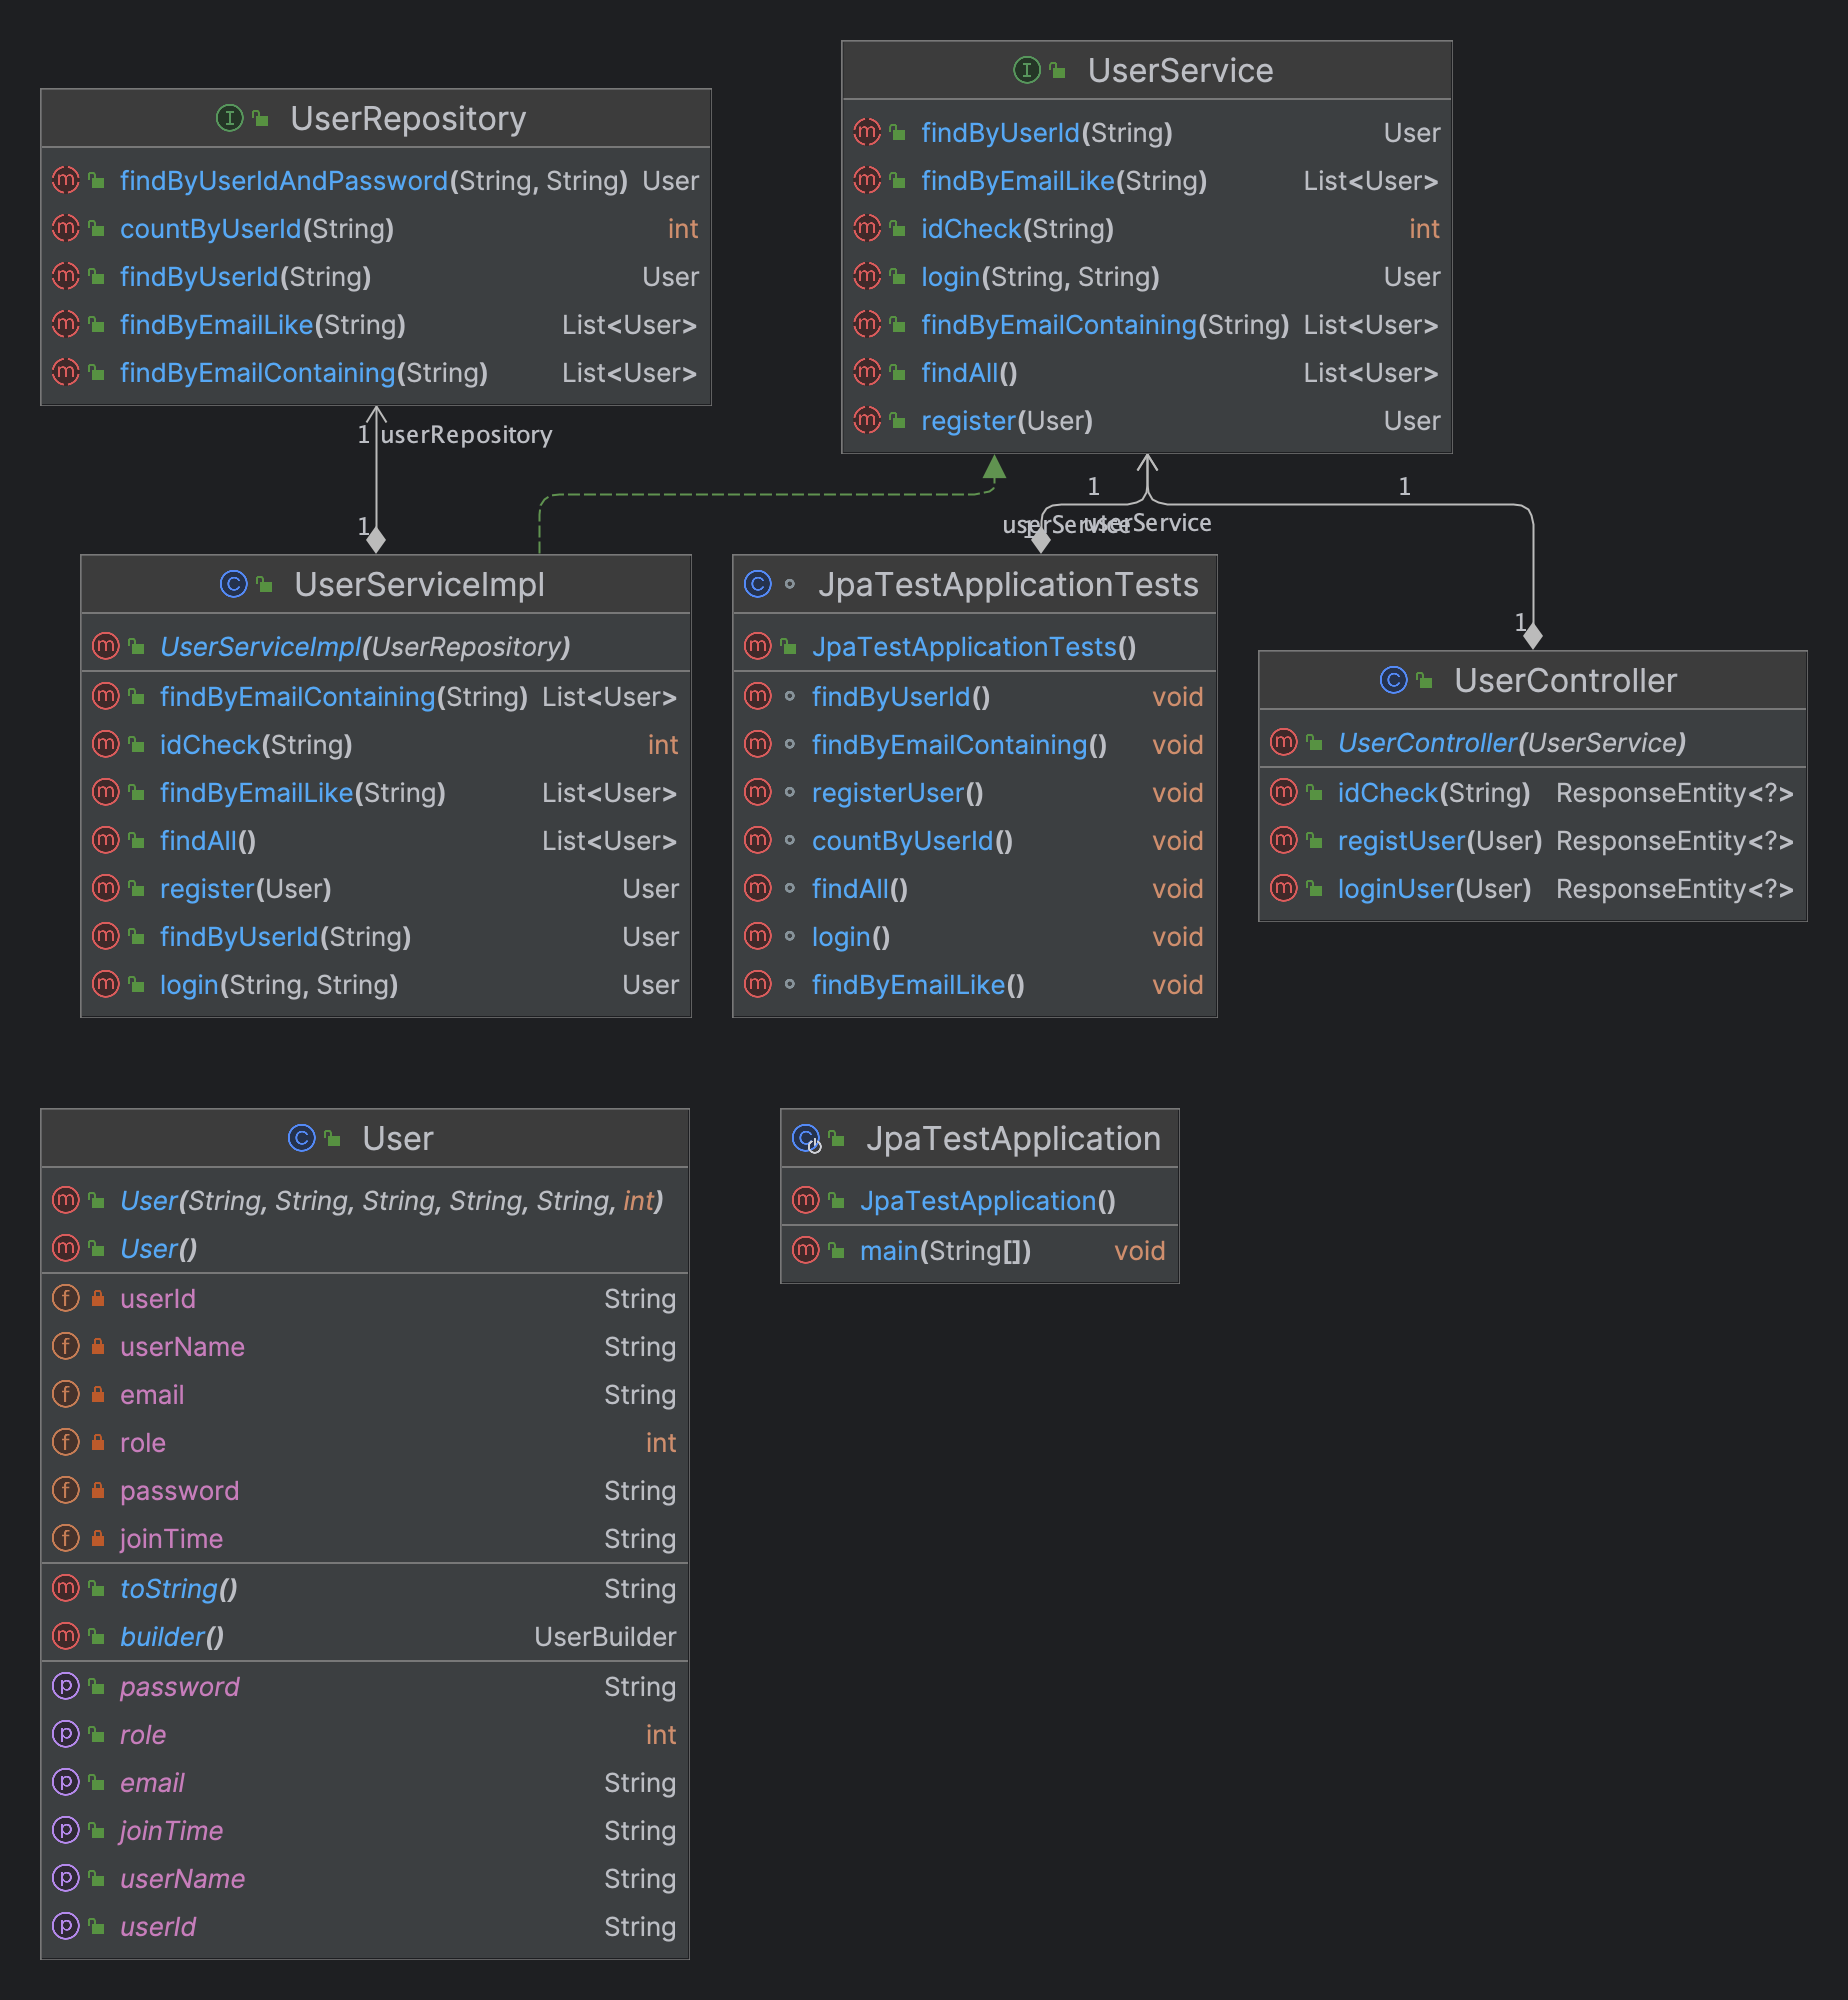 UserRepository
findByUserIdAndPassword(String, String) User
countByUserId(String) int
findByUserId(String) User
findByEmailLike(String) List<User>
findByEmailContaining(String) List<User>
UserService
findByUserId(String) User
findByEmailLike(String) List<User>
idCheck(String) int
login(String, String) User
findByEmailContaining(String) List<User>
findAll() List<User>
register(User) User
1 userRepository
1
1
1
userService
userService
1
1
UserServiceImpl
UserServiceImpl(UserRepository)
findByEmailContaining(String) List<User>
idCheck(String) int
findByEmailLike(String) List<User>
findAll() List<User>
register(User) User
findByUserId(String) User
login(String, String) User
JpaTestApplicationTests
JpaTestApplicationTests()
findByUserId() void
findByEmailContaining() void
registerUser() void
countByUserId() void
findAll() void
login() void
findByEmailLike() void
UserController
UserController(UserService)
idCheck(String) ResponseEntity<?>
registUser(User) ResponseEntity<?>
loginUser(User) ResponseEntity<?>
User
User(String, String, String, String, String, int)
User()
userId String
userName String
email String
role int
password String
joinTime String
toString() String
builder() UserBuilder
password String
role int
email String
joinTime String
userName String
userId String
JpaTestApplication
JpaTestApplication()
main(String[]) void